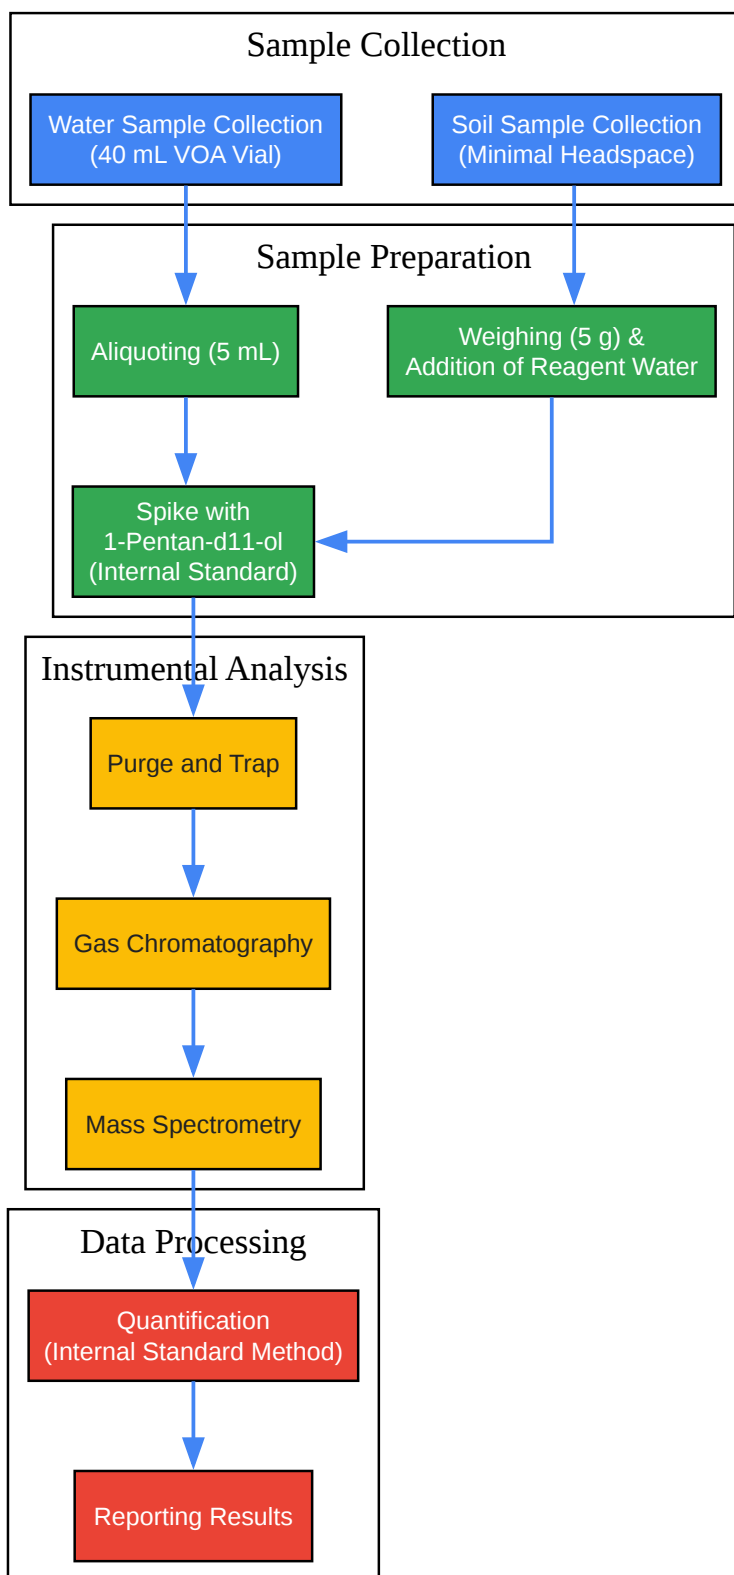 Sample Collection
Water Sample Collection
(40 mL VOA Vial)
Soil Sample Collection
(Minimal Headspace)
Sample Preparation
Aliquoting (5 mL)
Weighing (5 g) &
Addition of Reagent Water
Spike with
1-Pentan-d11-ol
(Internal Standard)
Instrumental Analysis
Purge and Trap
Gas Chromatography
Mass Spectrometry
Data Processing
Quantification
(Internal Standard Method)
Reporting Results